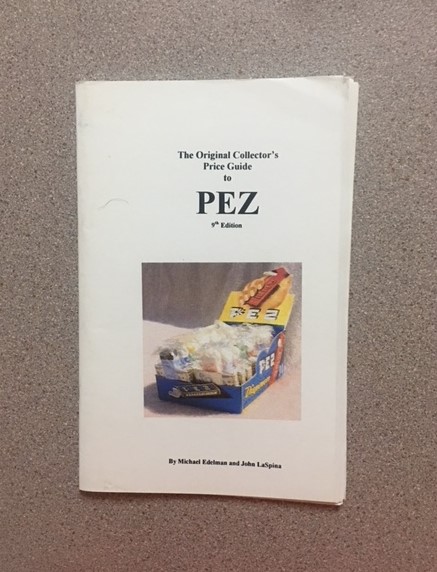 The Original Collector's
Price Guide
to
PEZ
9th Edition
PEZ
PEZ
By Michael Edelman and John LaSpina